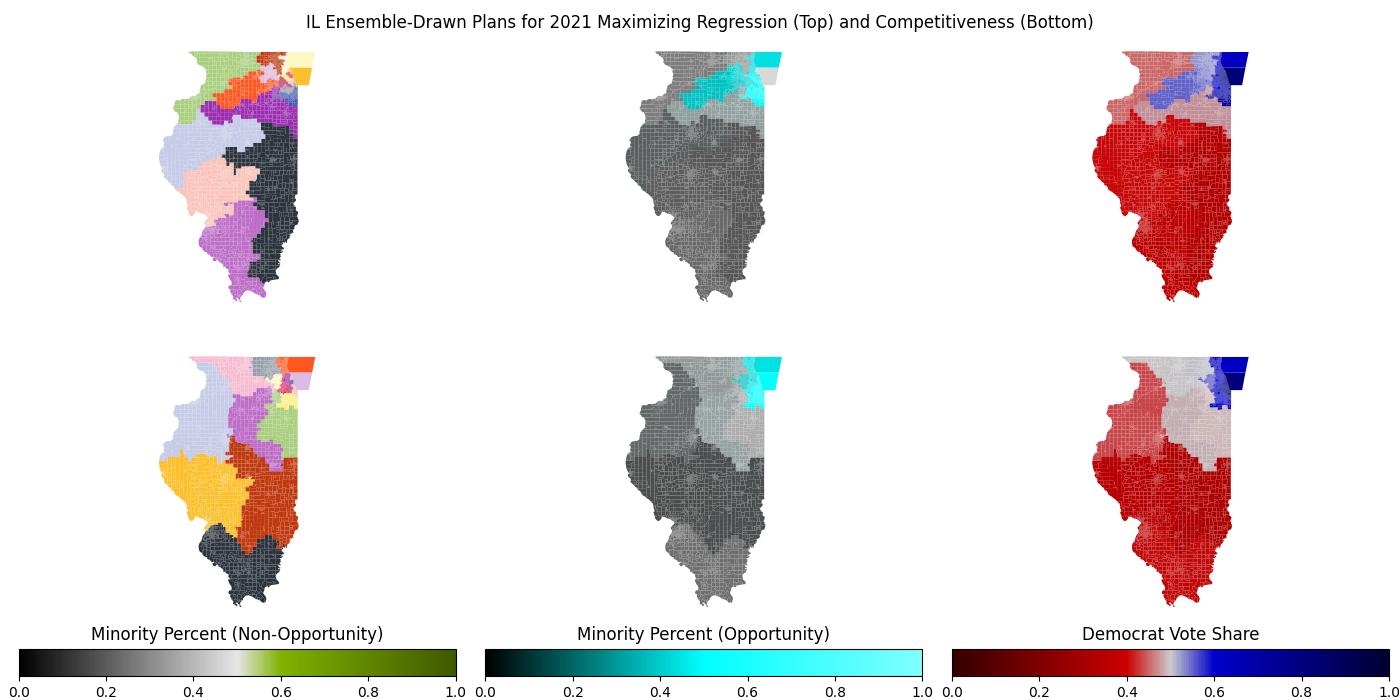 IL Ensemble-Drawn Plans for 2021 Maximizing Regression (Top) and Competitiveness (Bottom)
Minority Percent (Non-Opportunity) Minority Percent (Opportunity) Democrat Vote Share
0.0 0.2 0.4 0.6 0.8 1.0 0.0 0.2 0.4 0.6 0.8 1.0 0.0 0.2 0.4 0.6 0.8